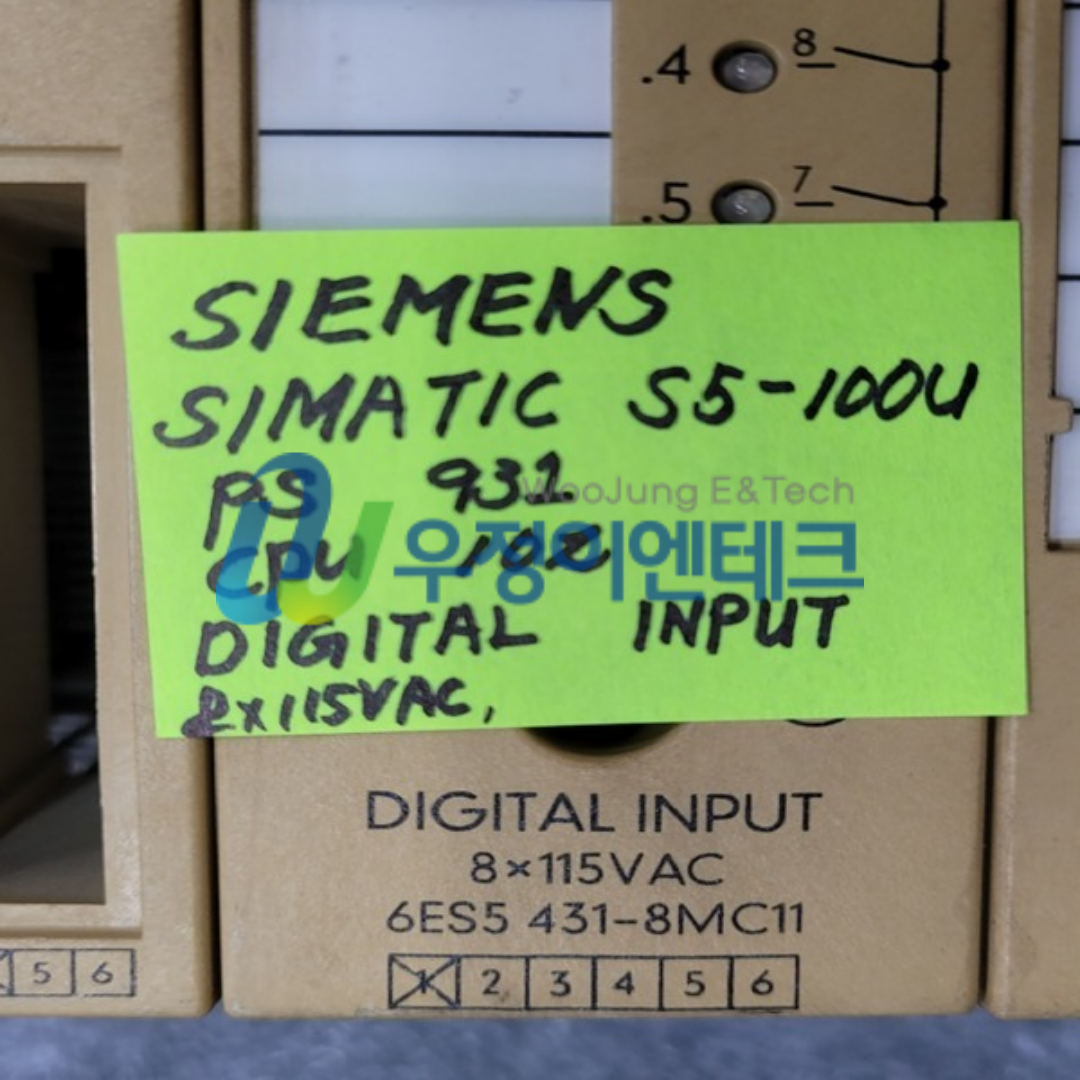 .4 8
.5 7
SIEMENS
SIMATIC S5-100U
PS 931
WooJung E&Tech
CPU 102
우정이엔테크
DIGITAL INPUT
8x115VAC,
DIGITAL INPUT
8×115VAC
6ES5 431-8MC11
5 6
1 2 3 4 5 6